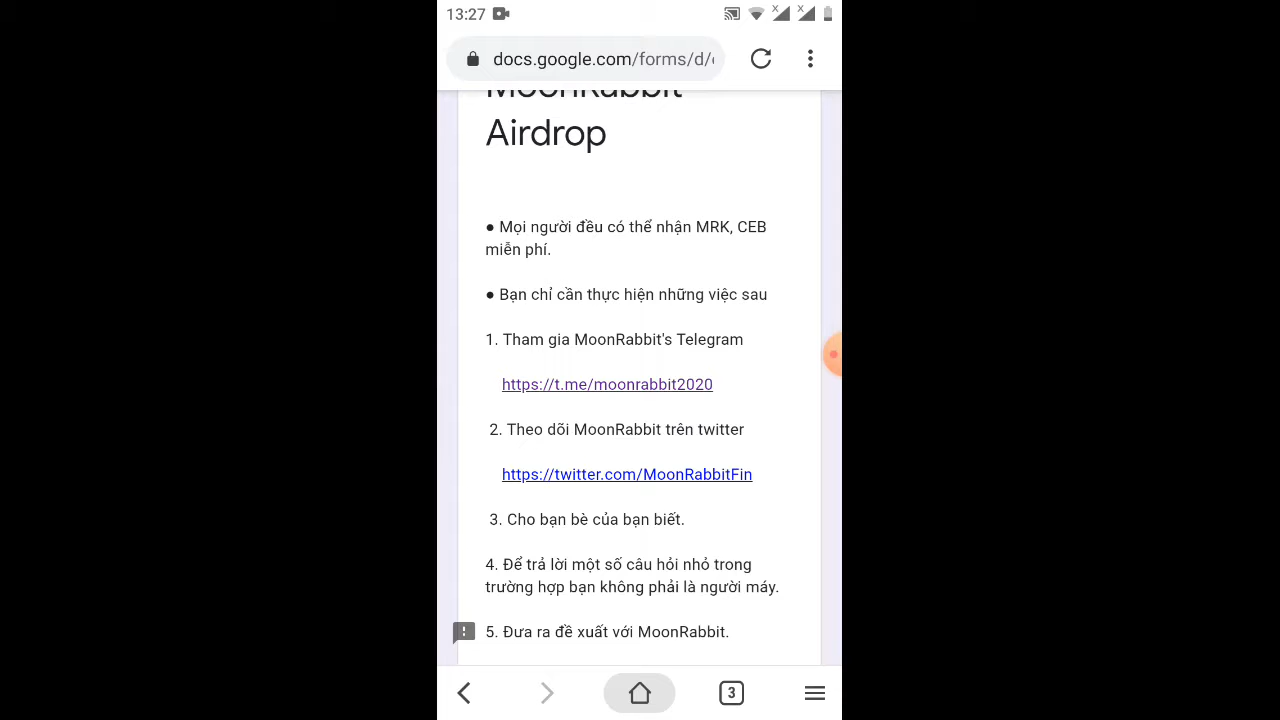 13:27
docs.google.com/forms/d/
MoonRabbit
Airdrop
● Mọi người đều có thể nhận MRK, CEB
miễn phí.
● Bạn chỉ cần thực hiện những việc sau
1. Tham gia MoonRabbit's Telegram
https://t.me/moonrabbit2020
2. Theo dõi MoonRabbit trên twitter
https://twitter.com/MoonRabbitFin
3. Cho bạn bè của bạn biết.
4. Để trả lời một số câu hỏi nhỏ trong
trường hợp bạn không phải là người máy.
5. Đưa ra đề xuất với MoonRabbit.
3